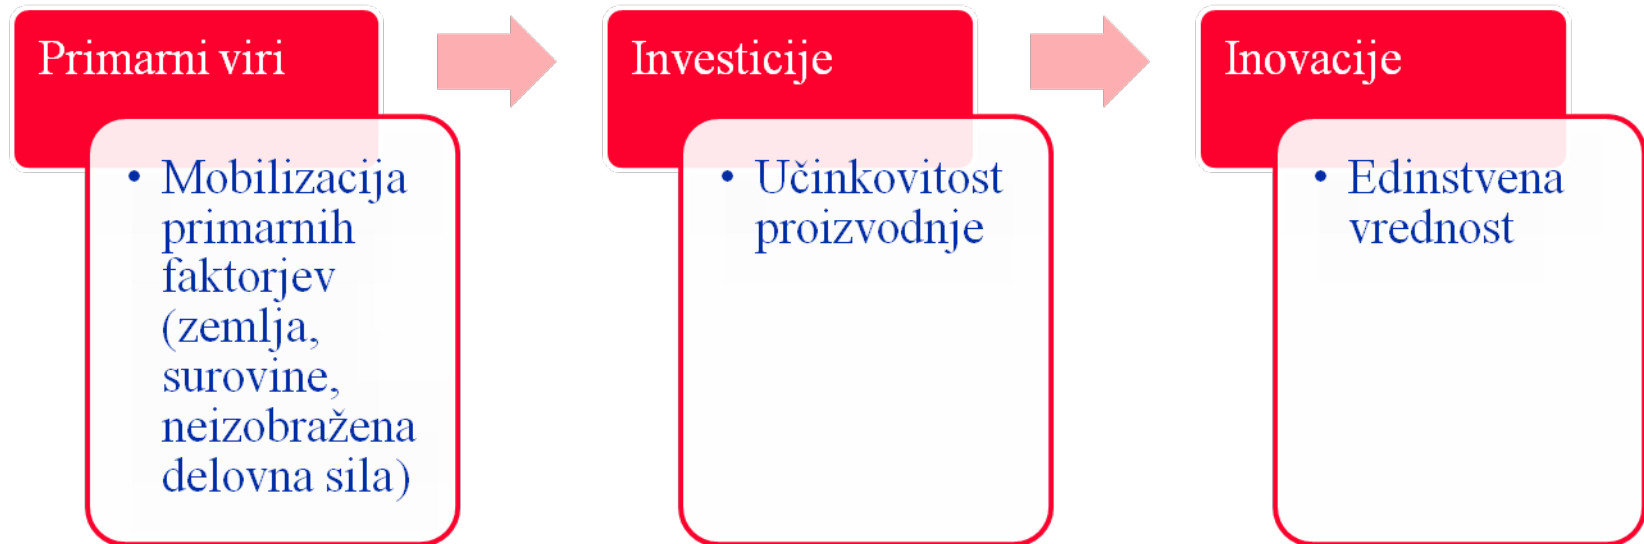 Primarni viri
• Mobilizacija
primarnih
faktorjev
(zemlja,
surovine,
neizobražena
delovna sila)
Investicije
• Učinkovitost
proizvodnje
Inovacije
• Edinstvena
vrednost